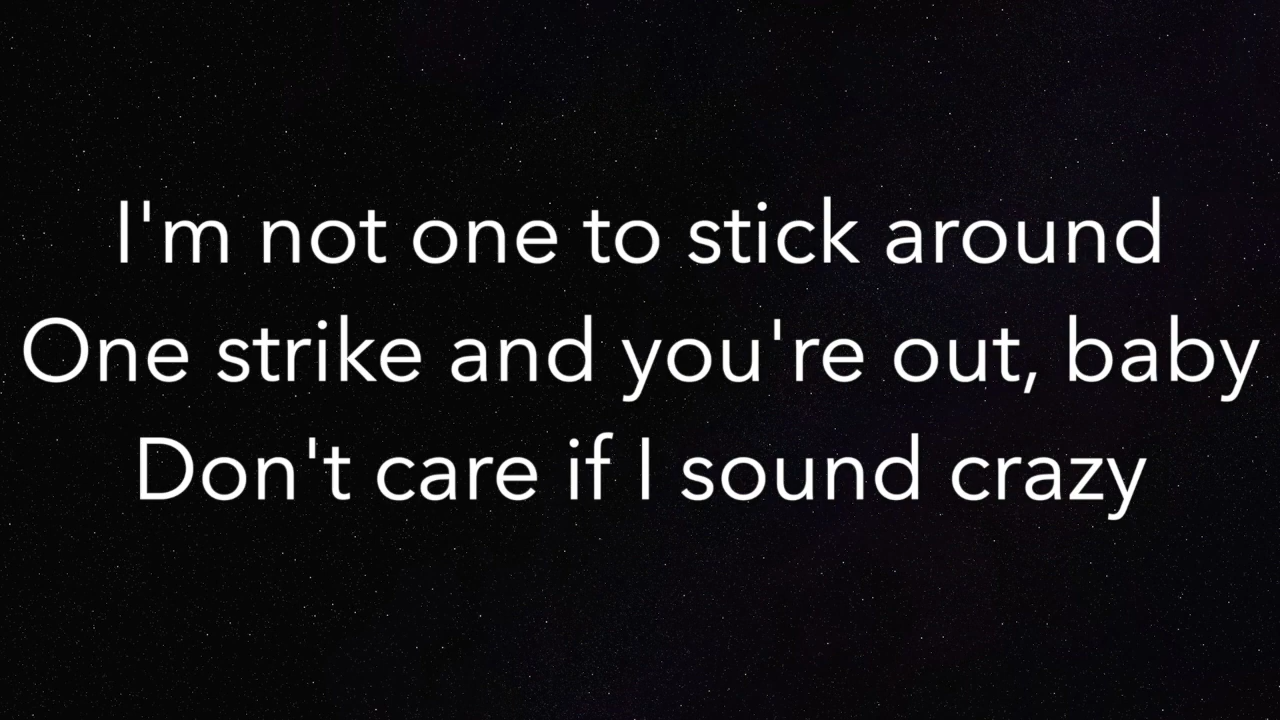 I'm not one to stick around
One strike and you're out, baby
Don't care if I sound crazy